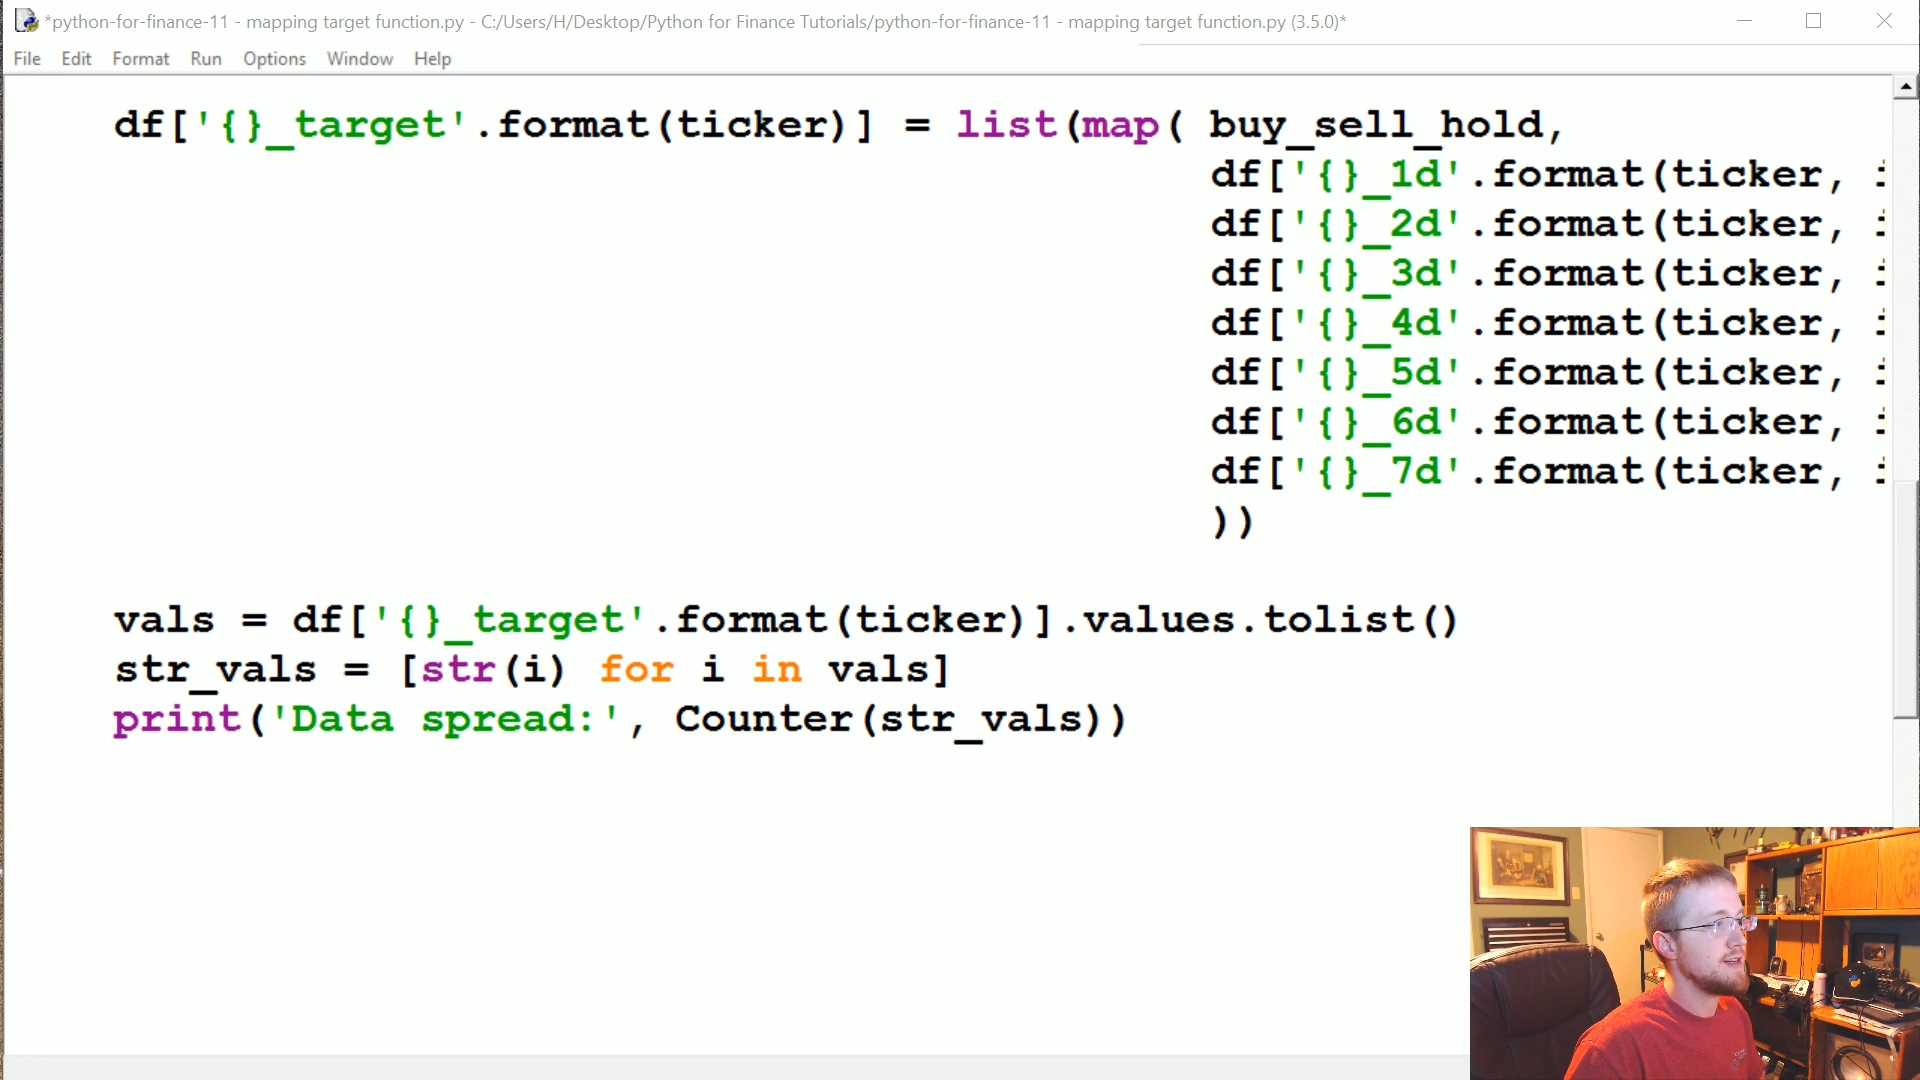 *python-for-finance-11 - mapping target function.py - C:/Users/H/Desktop/Python for Finance Tutorials/python-for-finance-11 - mapping target function.py (3.5.0)*
File Edit Format Run Options Window Help
df['{}_target'.format(ticker)] = list(map( buy_sell_hold,
df['{}_1d'.format(ticker,
df['{}_2d'.format(ticker,
df['{}_3d'.format(ticker,
df['{}_4d'.format(ticker,
df['{}_5d'.format(ticker,
df['{}_6d'.format(ticker,
df['{}_7d'.format(ticker,
))
vals = df['{}_target'.format(ticker)].values.tolist()
str_vals = [str(i) for i in vals]
print('Data spread:', Counter(str_vals))